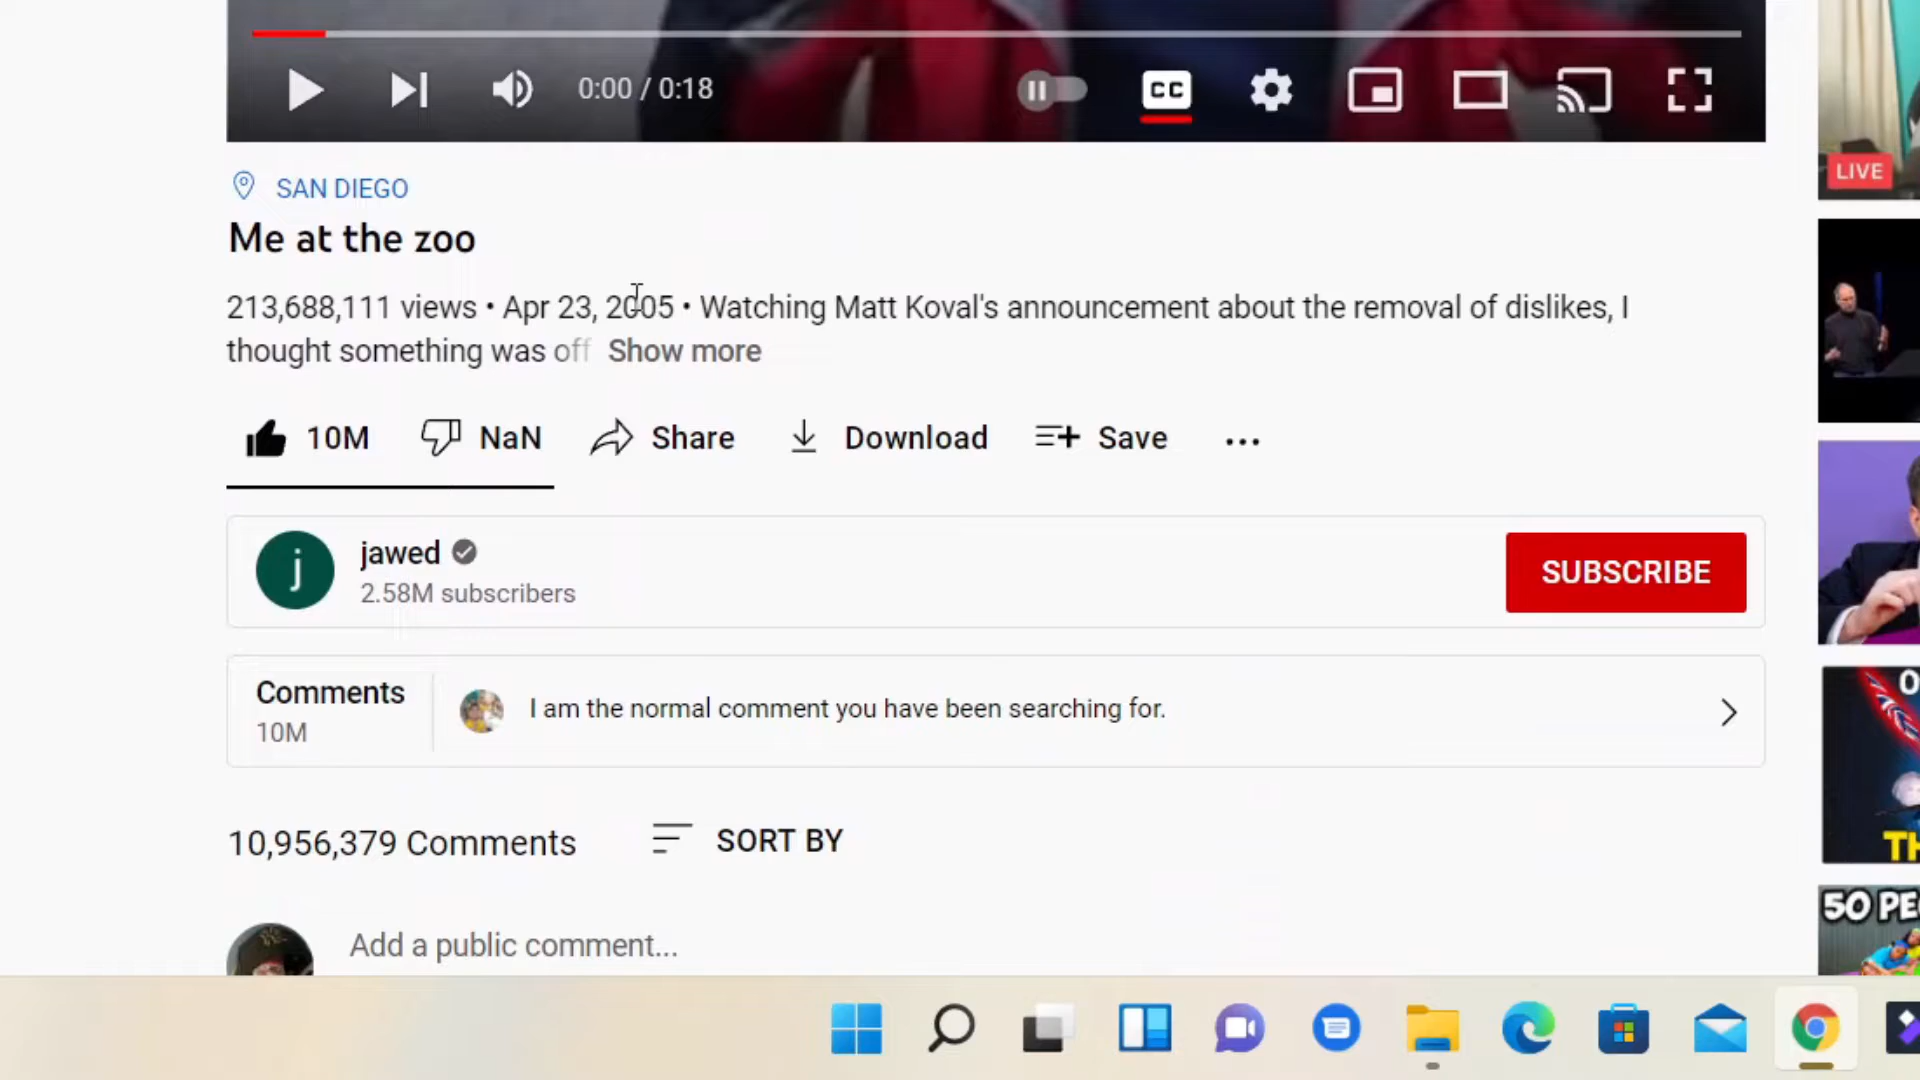 0:00 / 0:18
CC
LIVE
SAN DIEGO
Me at the zoo
213,688,111 views • Apr 23, 2005 • Watching Matt Koval's announcement about the removal of dislikes, I
thought something was off Show more
10M NaN Share Download Save ...
j jawed
2.58M subscribers
SUBSCRIBE
Comments
10M
I am the normal comment you have been searching for.
10,956,379 Comments SORT BY
Add a public comment...
TH
50 PE